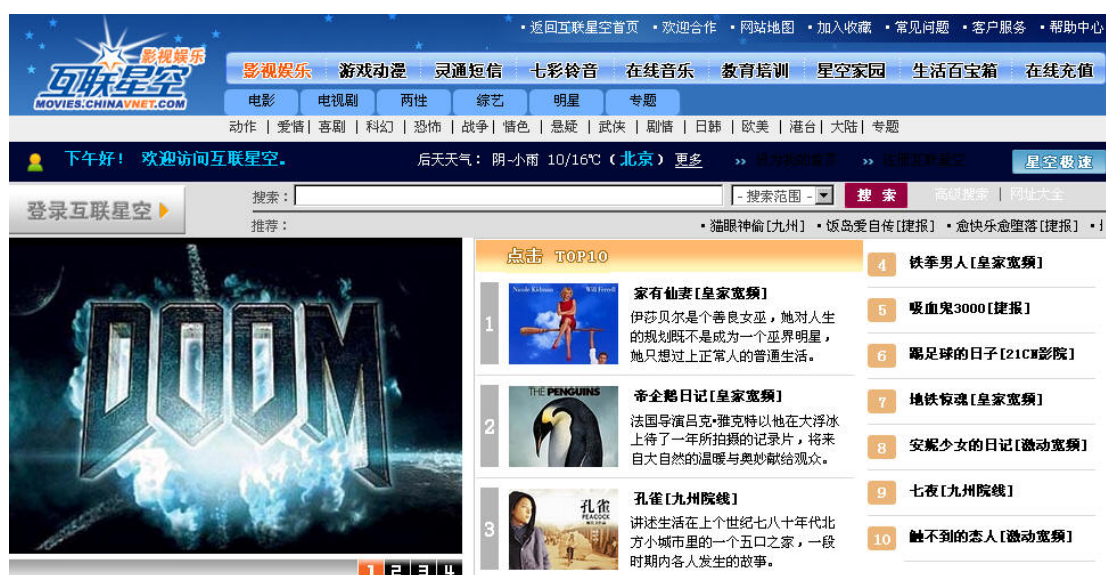 ·返回互联星空首页 ·欢迎合作 ·网站地图 ·加入收藏 ·常见问题 ·客户服务 ·帮助中心
影视娱乐
互联星空
MOVIES.CHINAVNET.COM
影视娱乐 游戏动漫 灵通短信 七彩铃音 在线音乐 教育培训 星空家园 生活百宝箱 在线充值
电影 电视剧 两性 综艺 明星 专题
动作 | 爱情| 喜剧 | 科幻 | 恐怖 | 战争| 情色 | 悬疑 | 武侠 | 剧情 | 日韩 | 欧美 | 港台| 大陆| 专题
下午好! 欢迎访问互联星空。 后天天气: 阴-小雨 10/16℃ (北京) 更多 >> >> 星空极速
登录互联星空
搜索: - 搜索范围 - 搜 索 高级搜索 | 网址大全
推荐: ·猫眼神偷[九州] ·饭岛爱自传[捷报] ·愈快乐愈堕落[捷报]
DOOM
1 2 3 4
点击 TOP10
1
Nicole Kidman Will Ferrell
家有仙妻[皇家宽频]
伊莎贝尔是个善良女巫，她对人生
的规划既不是成为一个巫界明星，
她只想过上正常人的普通生活。
2
THE PENGUINS
帝企鹅日记[皇家宽频]
法国导演吕克•雅克特以他在大浮冰
上待了一年所拍摄的记录片，将来
自大自然的温暖与奥妙献给观众。
3
孔雀
PEACOCK
孔雀[九州院线]
讲述生活在上个世纪七八十年代北
方小城市里的一个五口之家，一段
时期内各人发生的故事。
4 铁拳男人[皇家宽频]
5 吸血鬼3000[捷报]
6 踢足球的日子[21CN影院]
7 地铁惊魂[皇家宽频]
8 安妮少女的日记[激动宽频]
9 七夜[九州院线]
10 触不到的恋人[激动宽频]